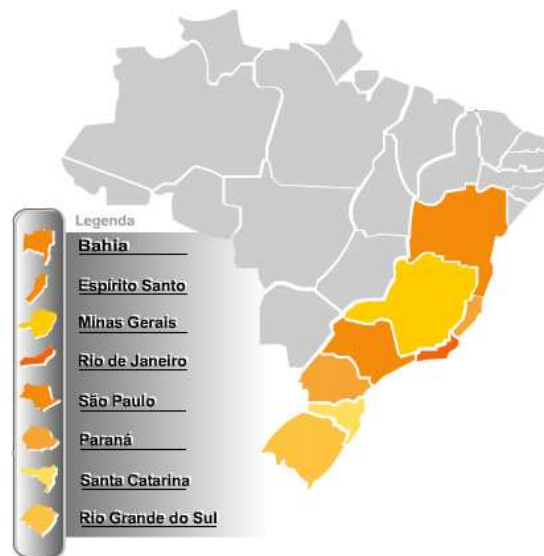 Legenda
Bahia
Espírito Santo
Minas Gerais
Rio de Janeiro
São Paulo
Paraná
Santa Catarina
Rio Grande do Sul